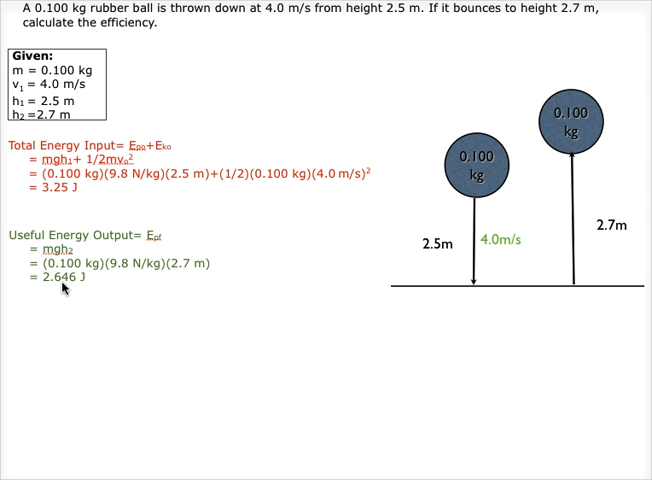 A 0.100 kg rubber ball is thrown down at 4.0 m/s from height 2.5 m. If it bounces to height 2.7 m,
calculate the efficiency.
Given:
m = 0.100 kg
v₁ = 4.0 m/s
h₁ = 2.5 m
h₂ =2.7 m
Total Energy Input= Epo+Eko
= mgh₁+ 1/2mvo²
= (0.100 kg)(9.8 N/kg)(2.5 m)+(1/2)(0.100 kg)(4.0 m/s)²
= 3.25 J
Useful Energy Output= Epf
= mgh₂
= (0.100 kg)(9.8 N/kg)(2.7 m)
= 2.646 J
0.100
kg
0.100
kg
2.5m
4.0m/s
2.7m